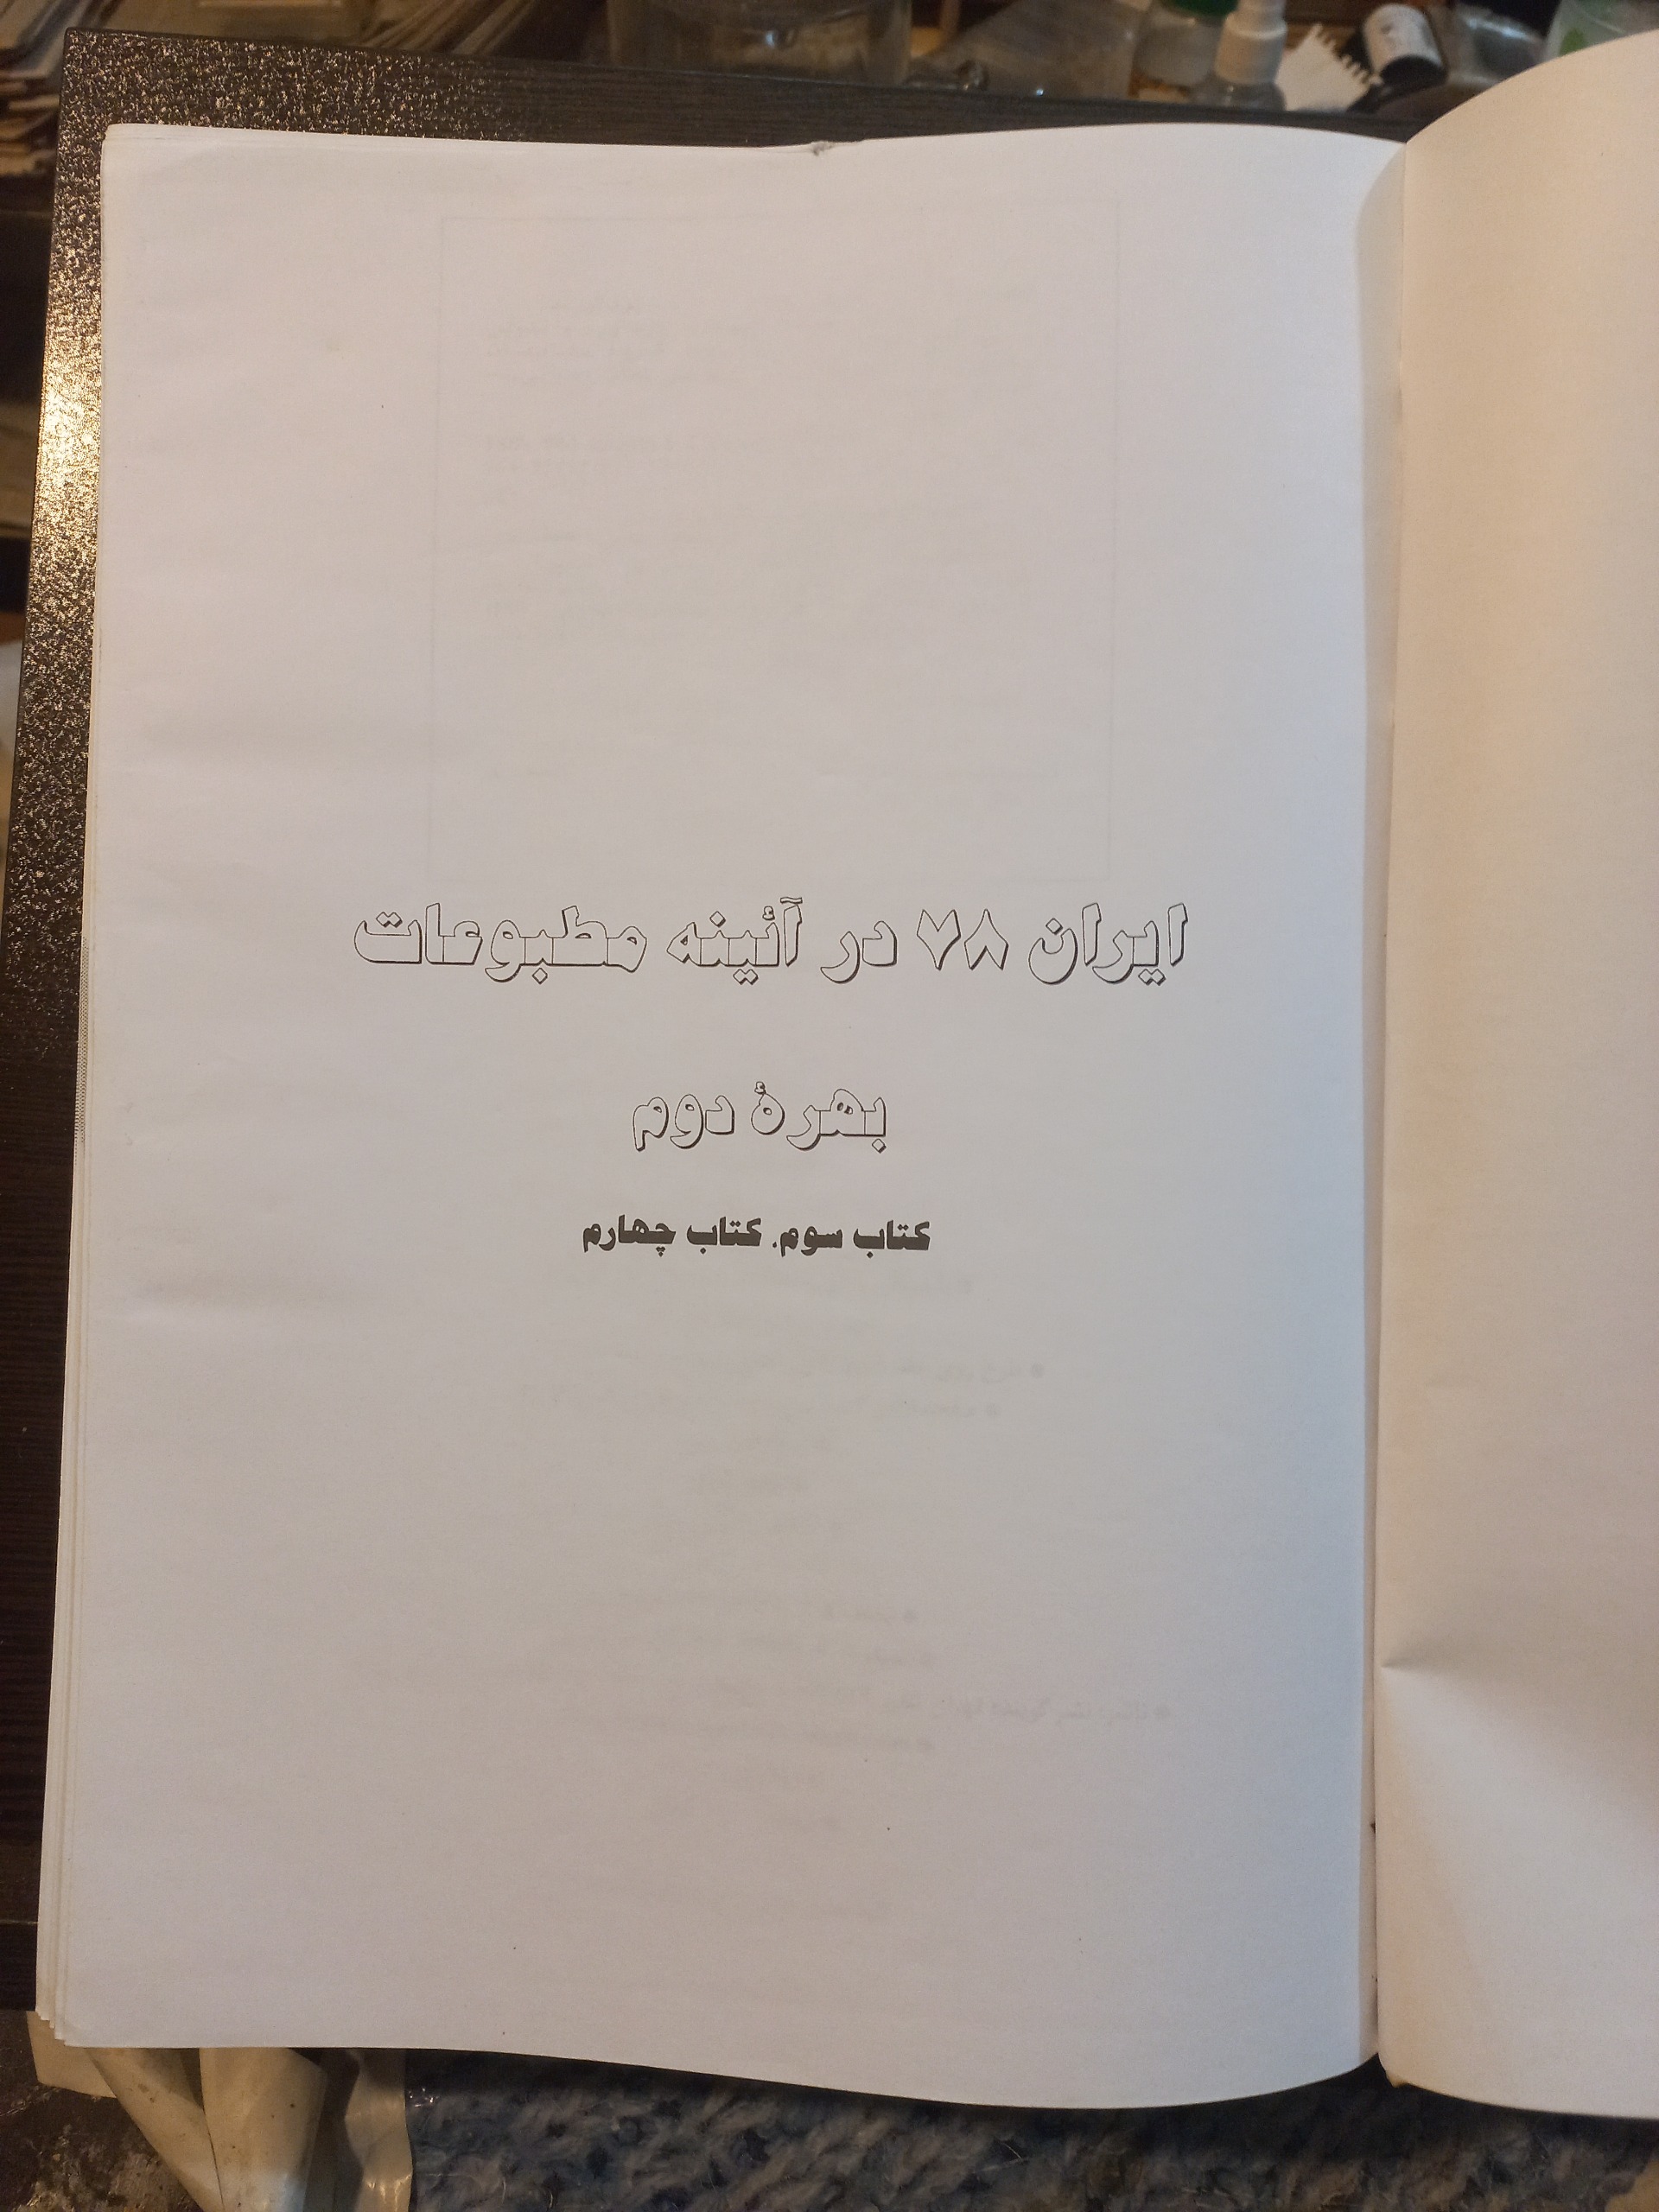 ایران ۷۸ در آئینه مطبوعات
بهرهٔ دوم
کتاب سوم. کتاب چهارم